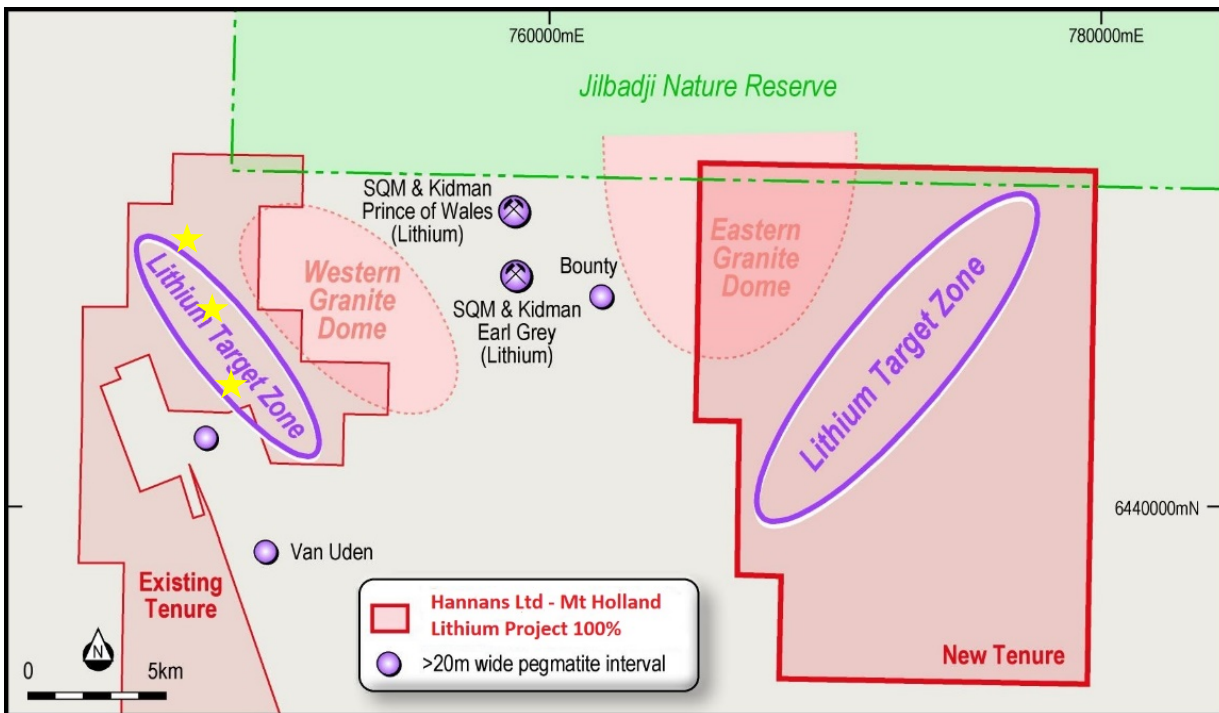 760000mE
780000mE
Jilbadji Nature Reserve
SQM & Kidman
Prince of Wales
(Lithium)
Western
Granite
Dome
Eastern
Granite
Dome
Bounty
SQM & Kidman
Earl Grey
(Lithium)
Lithium Target Zone
Lithium Target Zone
6440000mN
Van Uden
Existing
Tenure
New Tenure
Hannans Ltd - Mt Holland
Lithium Project 100%
>20m wide pegmatite interval
N
0 5km